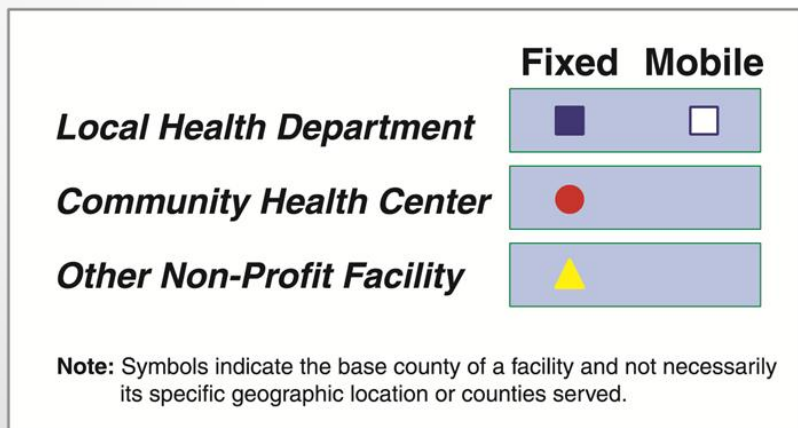 Fixed Mobile
Local Health Department
Community Health Center
Other Non-Profit Facility
Note: Symbols indicate the base county of a facility and not necessarily
its specific geographic location or counties served.